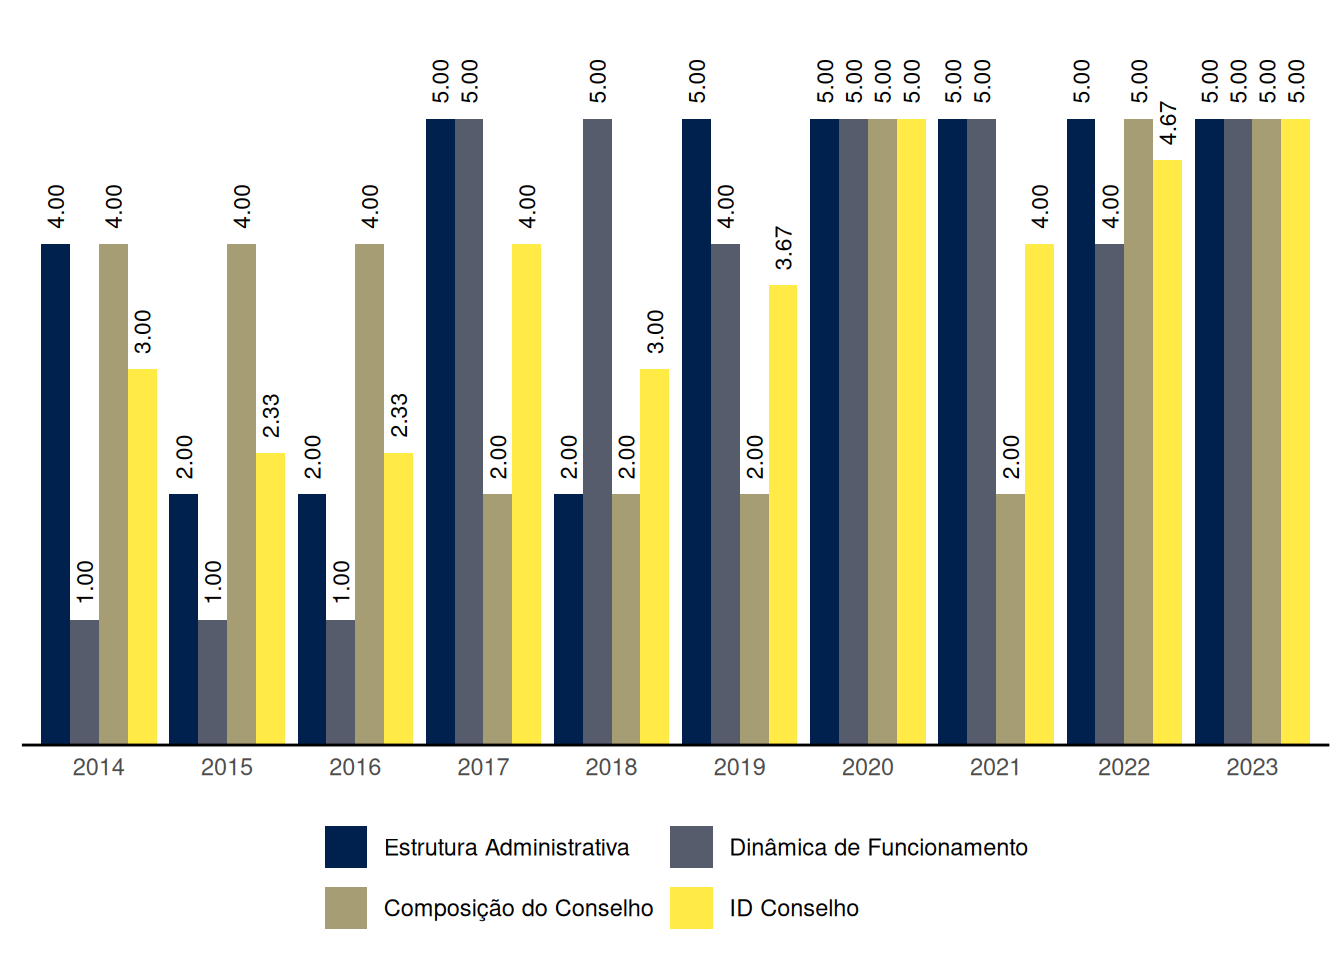 4.00 1.00 4.00 3.00 2.00 1.00 4.00 2.33 2.00 1.00 4.00 2.33 5.00 5.00 2.00 4.00 2.00 5.00 2.00 3.00 5.00 4.00 2.00 3.67 5.00 5.00 5.00 5.00 5.00 5.00 2.00 4.00 5.00 4.00 5.00 4.67 5.00 5.00 5.00 5.00
2014 2015 2016 2017 2018 2019 2020 2021 2022 2023
Estrutura Administrativa Dinâmica de Funcionamento
Composição do Conselho ID Conselho